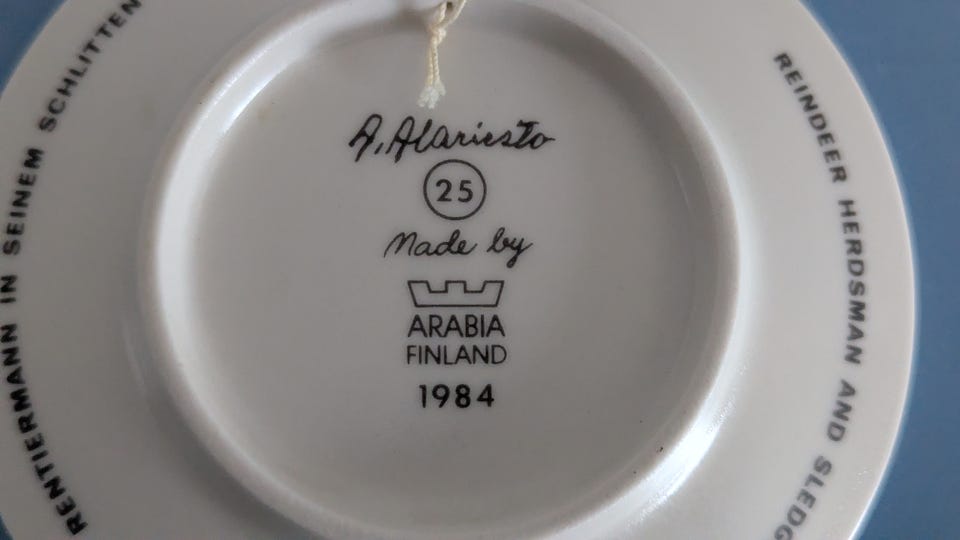 RENTIERMANN IN SEINEM SCHLITTEN
REINDEER HERDSMAN AND SLEDG
A. Alariesto
25
Made by
ARABIA
FINLAND
1984